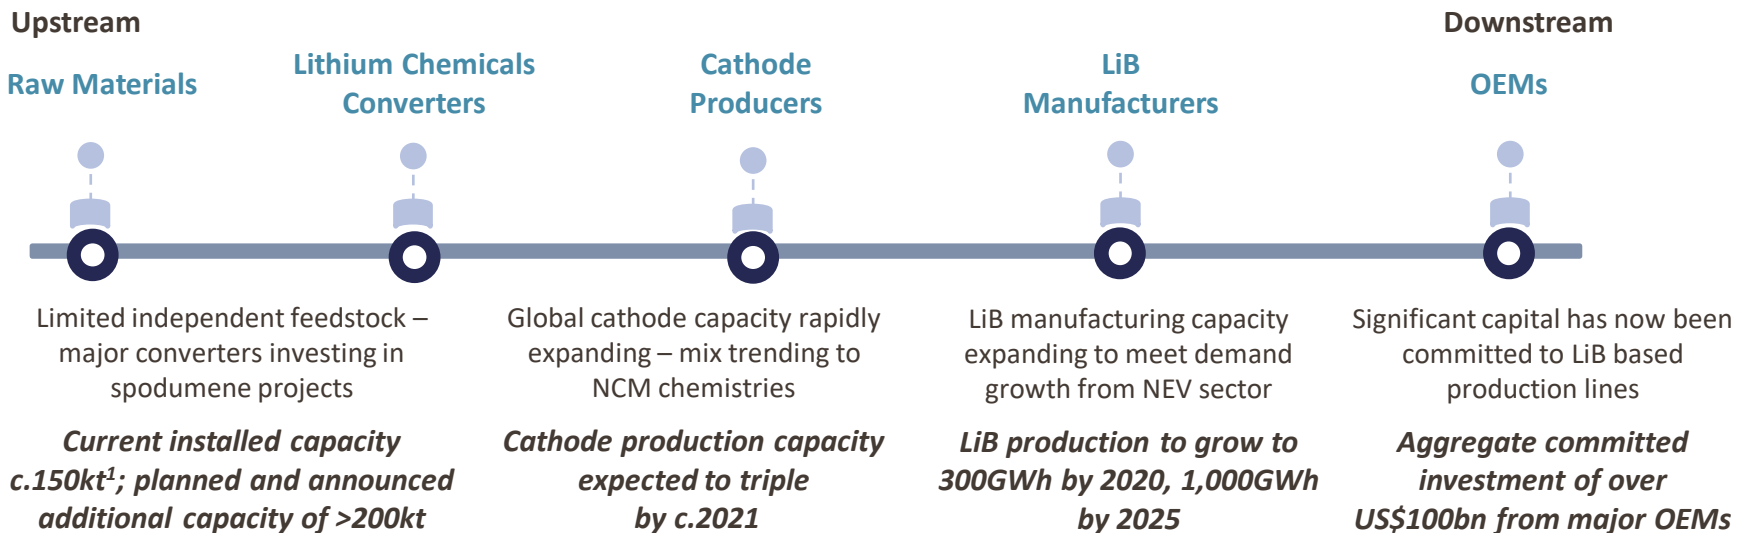 Upstream
Downstream
Raw Materials
Lithium Chemicals
Converters
Cathode
Producers
LiB
Manufacturers
OEMs
Limited independent feedstock –
major converters investing in
spodumene projects
Current installed capacity
c.150kt¹; planned and announced
additional capacity of >200kt
Global cathode capacity rapidly
expanding – mix trending to
NCM chemistries
Cathode production capacity
expected to triple
by c.2021
LiB manufacturing capacity
expanding to meet demand
growth from NEV sector
LiB production to grow to
300GWh by 2020, 1,000GWh
by 2025
Significant capital has now been
committed to LiB based
production lines
Aggregate committed
investment of over
US$100bn from major OEMs